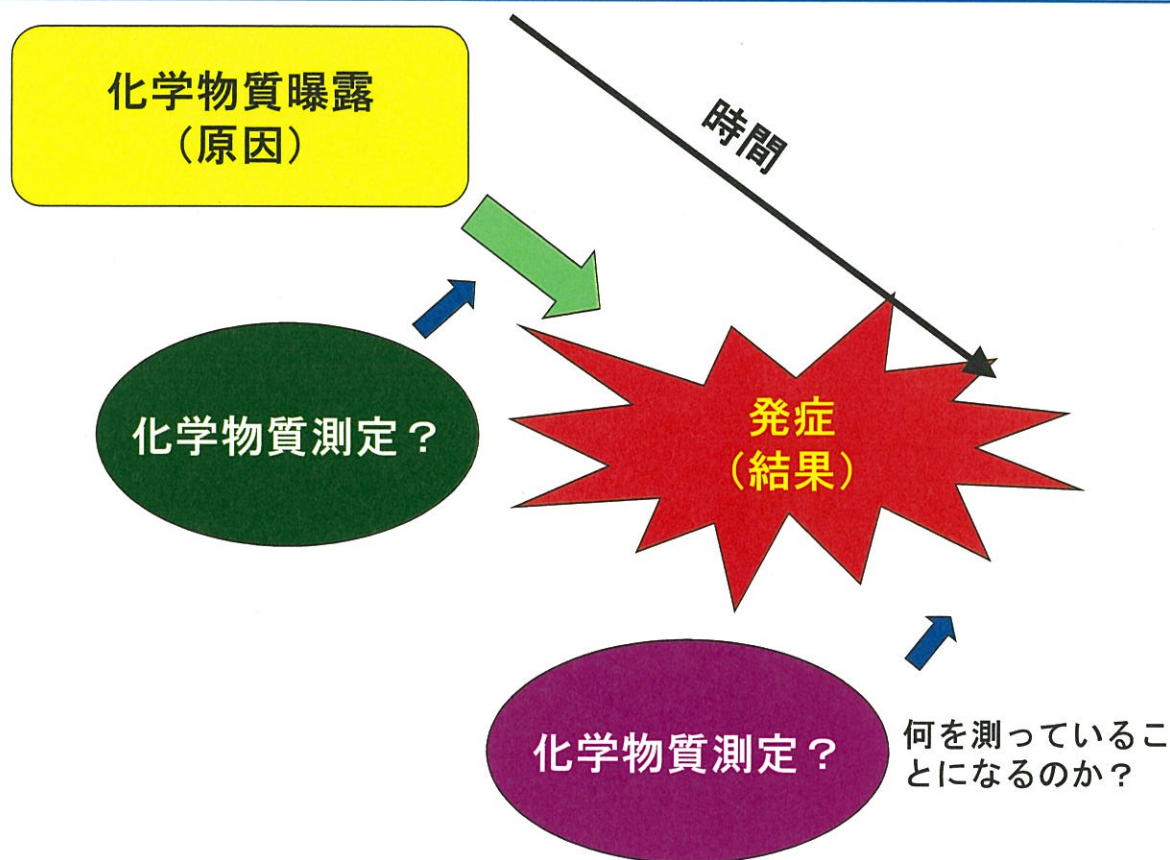 化学物質曝露
（原因）
時間
化学物質測定？
発症
（結果）
化学物質測定？
何を測っているこ
とになるのか？